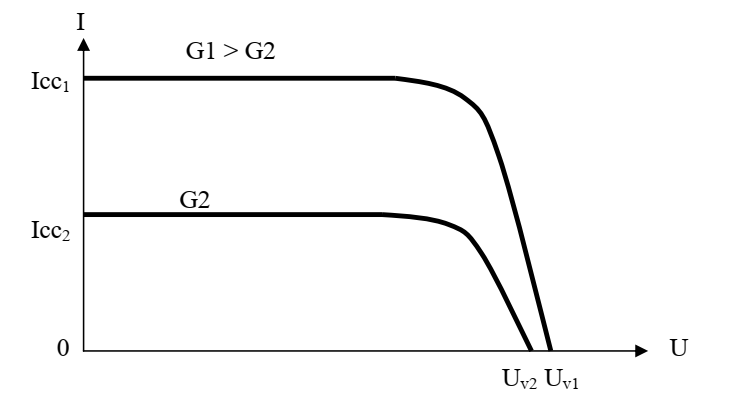 I
G1 > G2
Icc₁
G2
Icc₂
0
U
Uᵥ₂ Uᵥ₁